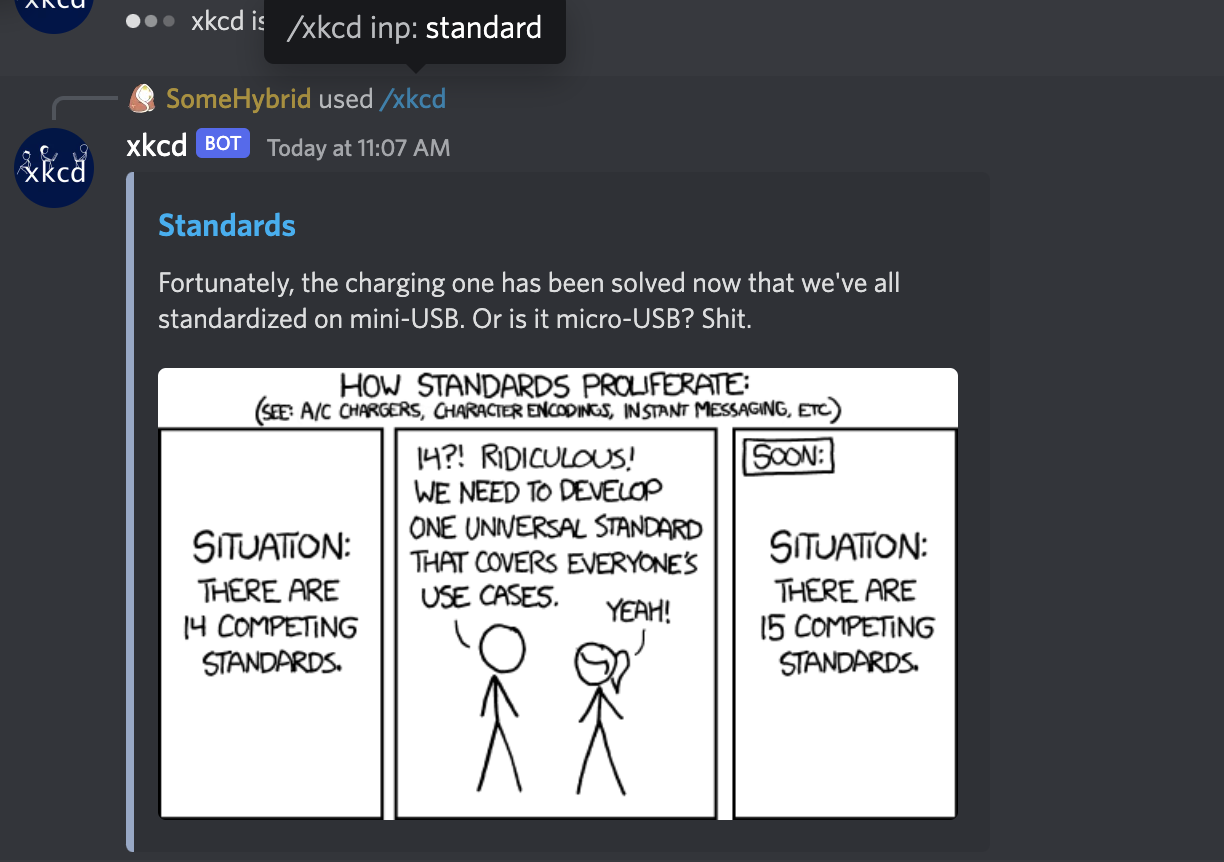 xkcd
xkcd is
/xkcd inp: standard
SomeHybrid used /xkcd
xkcd
xkcd BOT Today at 11:07 AM
Standards
Fortunately, the charging one has been solved now that we've all
standardized on mini-USB. Or is it micro-USB? Shit.
HOW STANDARDS PROLIFERATE:
(SEE: A/C CHARGERS, CHARACTER ENCODINGS, INSTANT MESSAGING, ETC.)
SITUATION:
THERE ARE
14 COMPETING
STANDARDS.
14?! RIDICULOUS!
WE NEED TO DEVELOP
ONE UNIVERSAL STANDARD
THAT COVERS EVERYONE'S
USE CASES.
YEAH!
SOON:
SITUATION:
THERE ARE
15 COMPETING
STANDARDS.